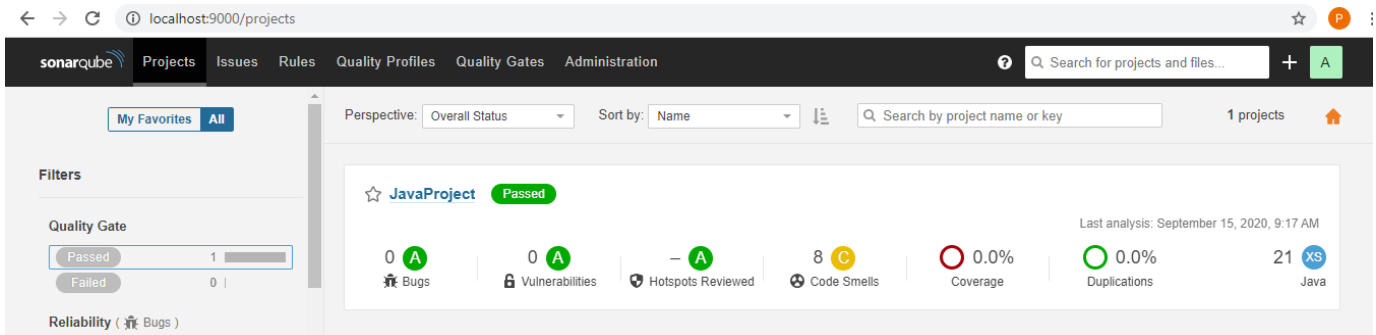 localhost:9000/projects
P
sonarqube Projects Issues Rules Quality Profiles Quality Gates Administration ? Search for projects and files... + A
My Favorites All
Perspective: Overall Status Sort by: Name Search by project name or key 1 projects
Filters
JavaProject Passed
Quality Gate
Last analysis: September 15, 2020, 9:17 AM
Passed 1
Failed 0
0 A 0 A – A 8 C 0.0% 0.0% 21 XS
Bugs Vulnerabilities Hotspots Reviewed Code Smells Coverage Duplications Java
Reliability ( Bugs )